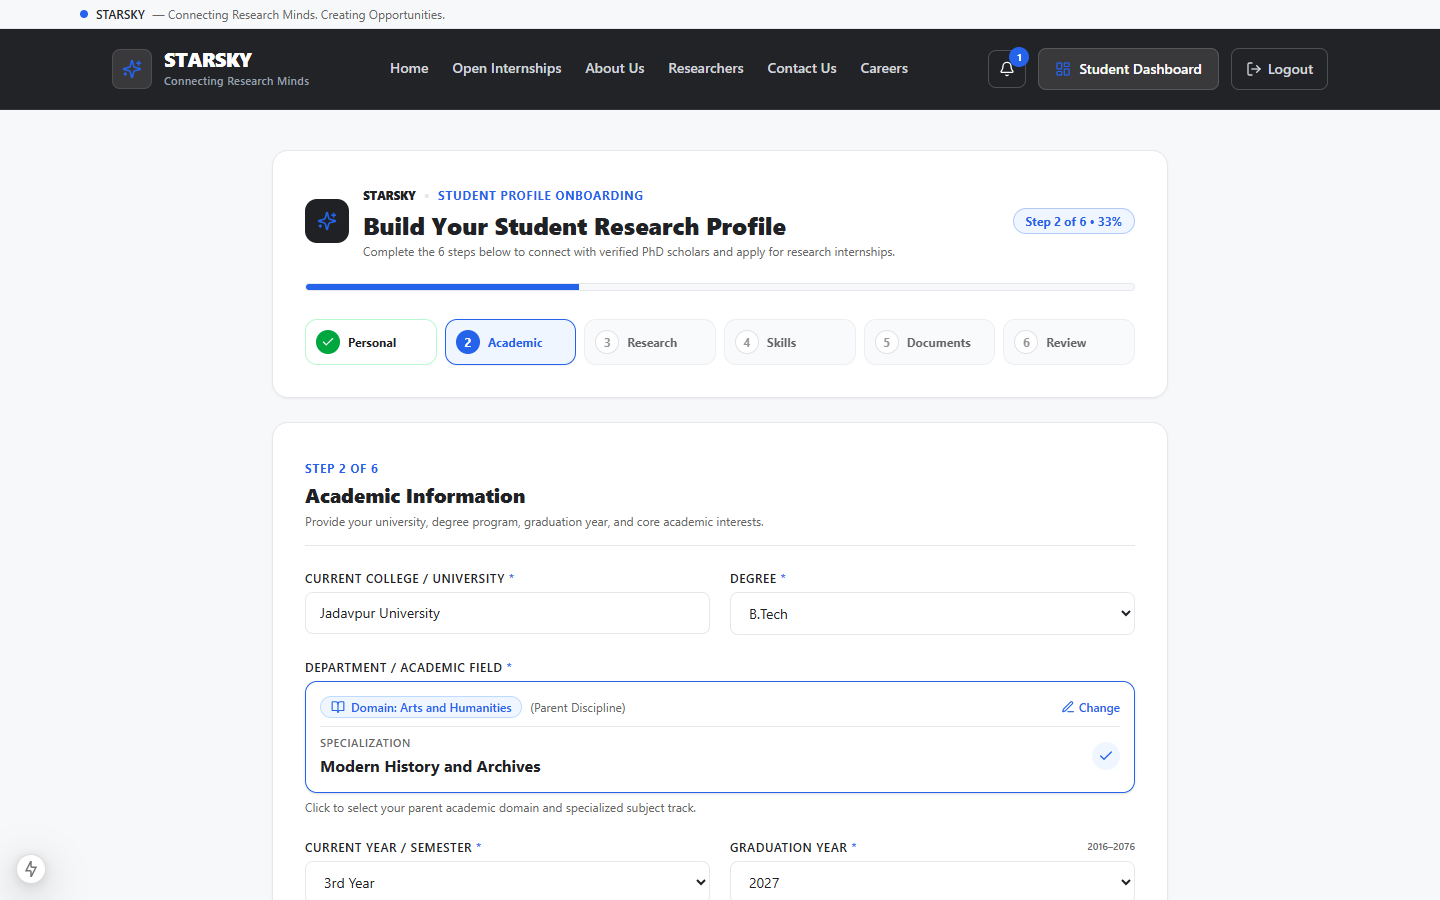 STARSKY — Connecting Research Minds. Creating Opportunities.
STARSKY
Connecting Research Minds
Home
Open Internships
About Us
Researchers
Contact Us
Careers
1
Student Dashboard
Logout
STARSKY • STUDENT PROFILE ONBOARDING
Build Your Student Research Profile
Complete the 6 steps below to connect with verified PhD scholars and apply for research internships.
Step 2 of 6 • 33%
Personal
2 Academic
3 Research
4 Skills
5 Documents
6 Review
STEP 2 OF 6
Academic Information
Provide your university, degree program, graduation year, and core academic interests.
CURRENT COLLEGE / UNIVERSITY *
Jadavpur University
DEGREE *
B.Tech
DEPARTMENT / ACADEMIC FIELD *
Domain: Arts and Humanities (Parent Discipline)
Change
SPECIALIZATION
Modern History and Archives
Click to select your parent academic domain and specialized subject track.
CURRENT YEAR / SEMESTER *
3rd Year
GRADUATION YEAR *
2016–2076
2027